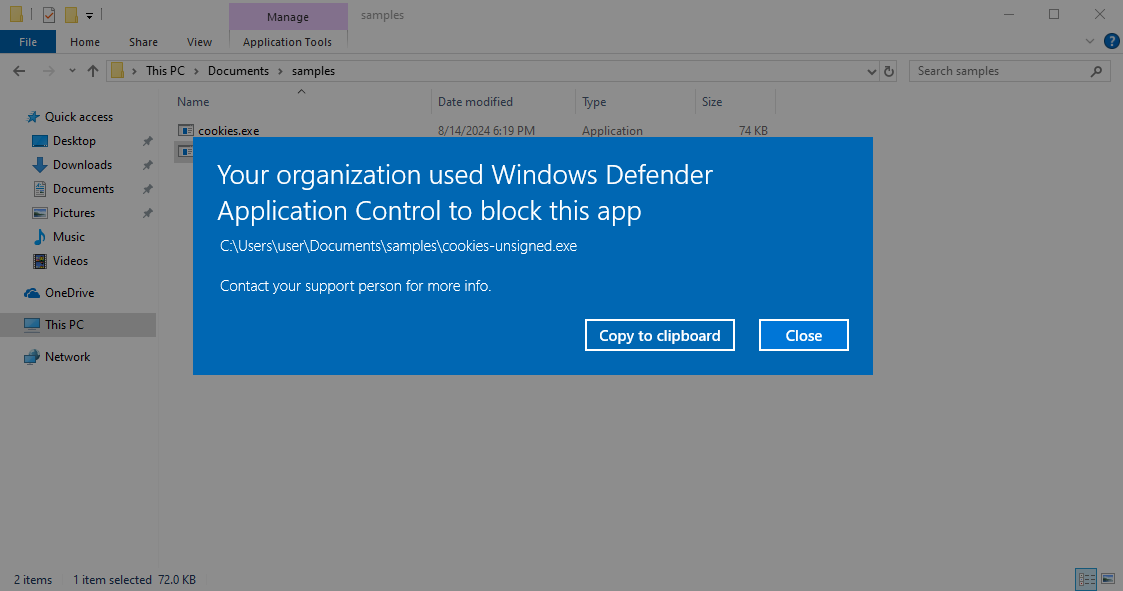 Manage
samples
File
Home
Share
View
Application Tools
?
This PC
Documents
samples
Search samples
Name
Date modified
Type
Size
Quick access
Desktop
Downloads
Documents
Pictures
Music
Videos
OneDrive
This PC
Network
cookies.exe
8/14/2024 6:19 PM
Application
74 KB
Your organization used Windows Defender
Application Control to block this app
C:\Users\user\Documents\samples\cookies-unsigned.exe
Contact your support person for more info.
Copy to clipboard
Close
2 items
1 item selected
72.0 KB